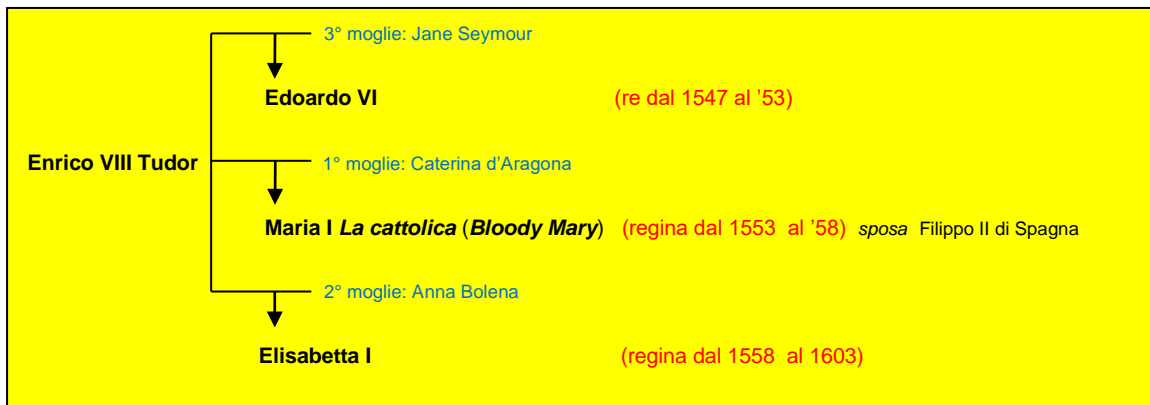 3° moglie: Jane Seymour
Edoardo VI (re dal 1547 al ’53)
Enrico VIII Tudor 1° moglie: Caterina d’Aragona
Maria I La cattolica (Bloody Mary) (regina dal 1553 al ’58) sposa Filippo II di Spagna
2° moglie: Anna Bolena
Elisabetta I (regina dal 1558 al 1603)